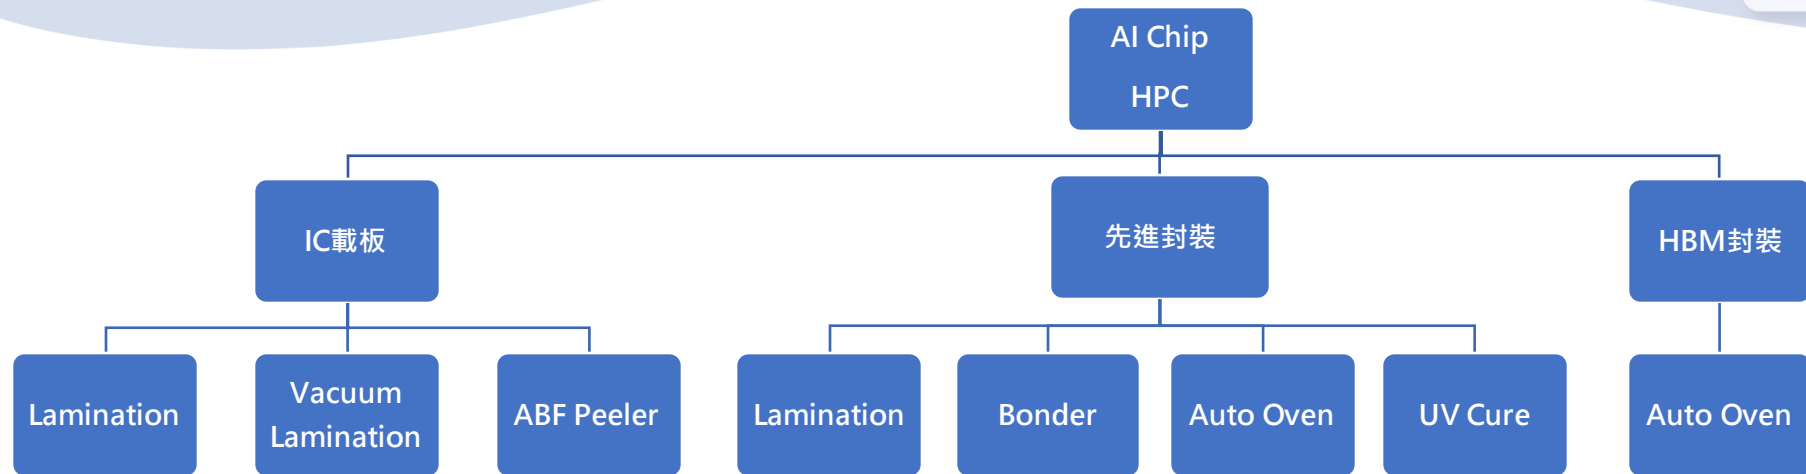 AI Chip
HPC
IC載板
先進封裝
HBM封裝
Lamination
Vacuum
Lamination
ABF Peeler
Lamination
Bonder
Auto Oven
UV Cure
Auto Oven